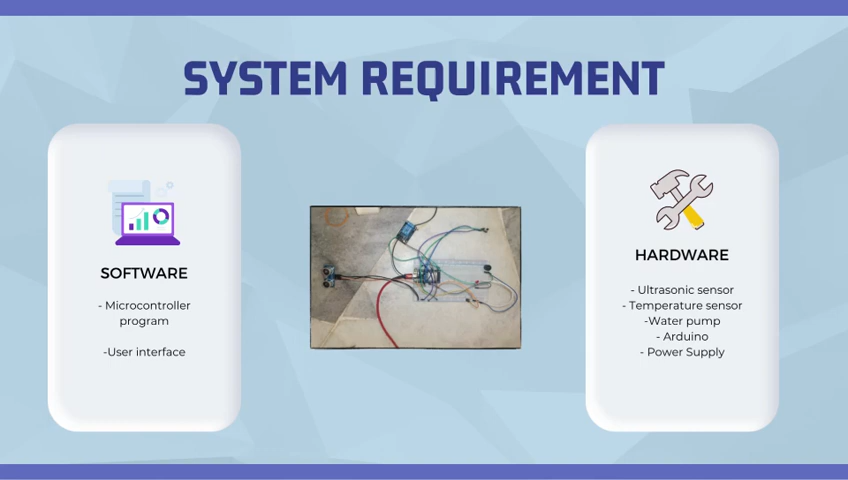 SYSTEM REQUIREMENT
SOFTWARE
- Microcontroller
program
-User interface
HARDWARE
- Ultrasonic sensor
- Temperature sensor
-Water pump
- Arduino
- Power Supply